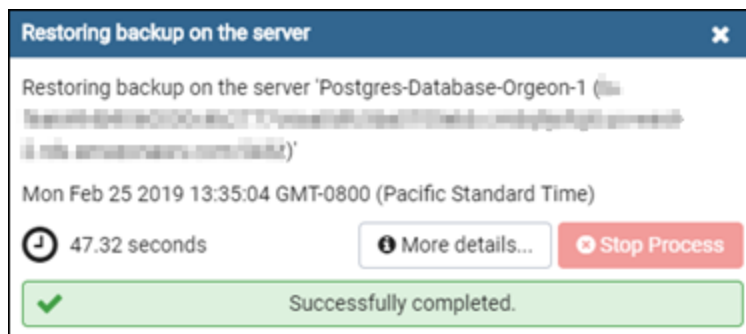 Restoring backup on the server
Restoring backup on the server 'Postgres-Database-Orgeon-1 (
)'
Mon Feb 25 2019 13:35:04 GMT-0800 (Pacific Standard Time)
47.32 seconds
More details...
Stop Process
Successfully completed.